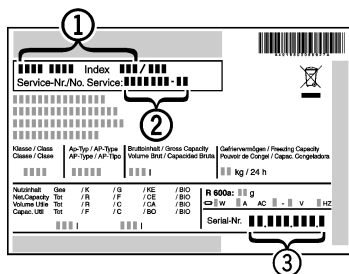 1
Index /
Service-Nr./No. Service: -
2
Klasse / Class Ap-Typ / AP-Type Bruttoinhalt / Gross Capacity Gefriervermögen / Freezing Capacity
Classe / Clase AP-Type / AP-Tipo Volume Brut / Capacidad Bruta Pouvoir de Congel / Capac. Congeladora
l kg / 24 h
Nutzinhalt Ges / K / G / KE / BIO
Net.Capacity Tot / R / F / CE / BIO
Volume Utile Tot / R / C / CA / BIO
Capac. Util Tot / F / C / BO / BIO
l l
R 600a: g
W A AC - V HZ
Serial-Nr. . . .
3